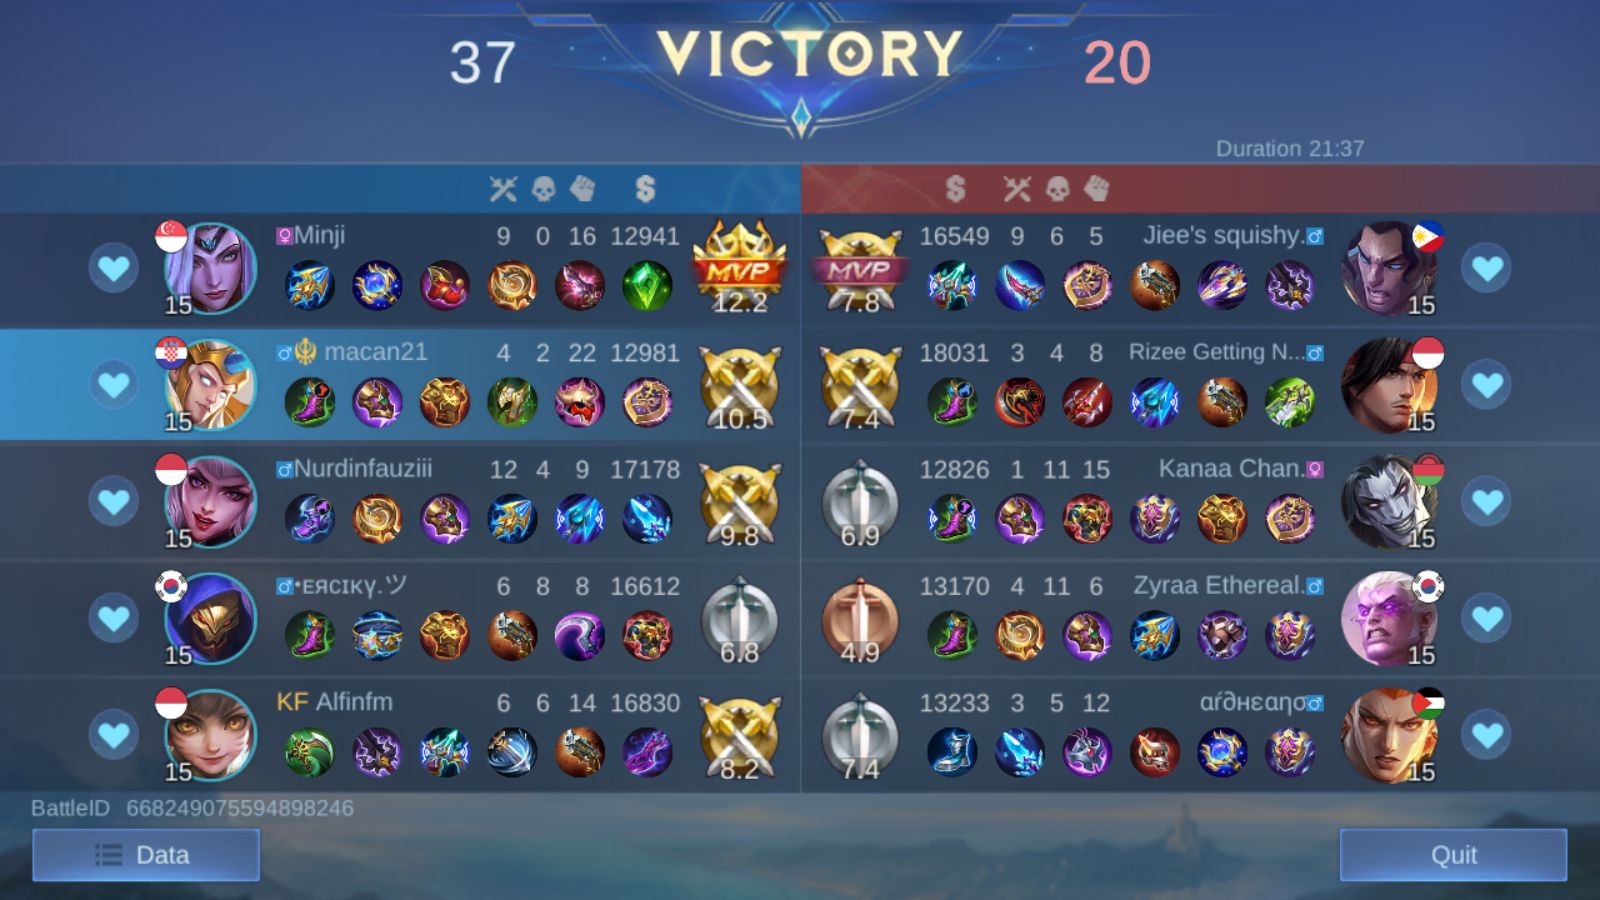 37 VICTORY 20
Duration 21:37
Minji 9 0 16 12941 MVP 12.2 15
MVP 7.8 16549 9 6 5 Jiee's squishy. 15
macan21 4 2 22 12981 10.5 15
7.4 18031 3 4 8 Rizee Getting N... 15
Nurdinfauziii 12 4 9 17178 9.8 15
6.9 12826 1 11 15 Kanaa Chan. 15
•ᴇᴙᴄɪᴋγ.ツ 6 8 8 16612 6.8 15
4.9 13170 4 11 6 Zyraa Ethereal. 15
KF Alfinfm 6 6 14 16830 8.2 15
7.4 13233 3 5 12 15
BattleID 668249075594898246
Data
Quit